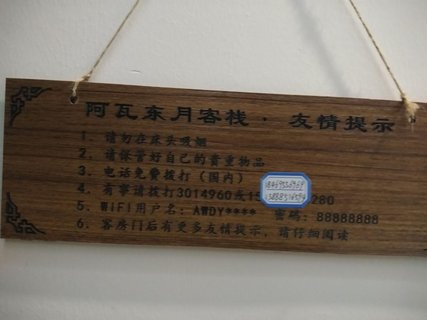 阿瓦东月客栈·友情提示
1、请勿在床头吸烟
2、请保管好自己的贵重物品
3、电话免费拨打（国内）
4、有事请拨打3014960或15 280
5、WIFI用户名：AWDY**** 密码：88888888
6、客房门后有更多友情提示，请仔细阅读